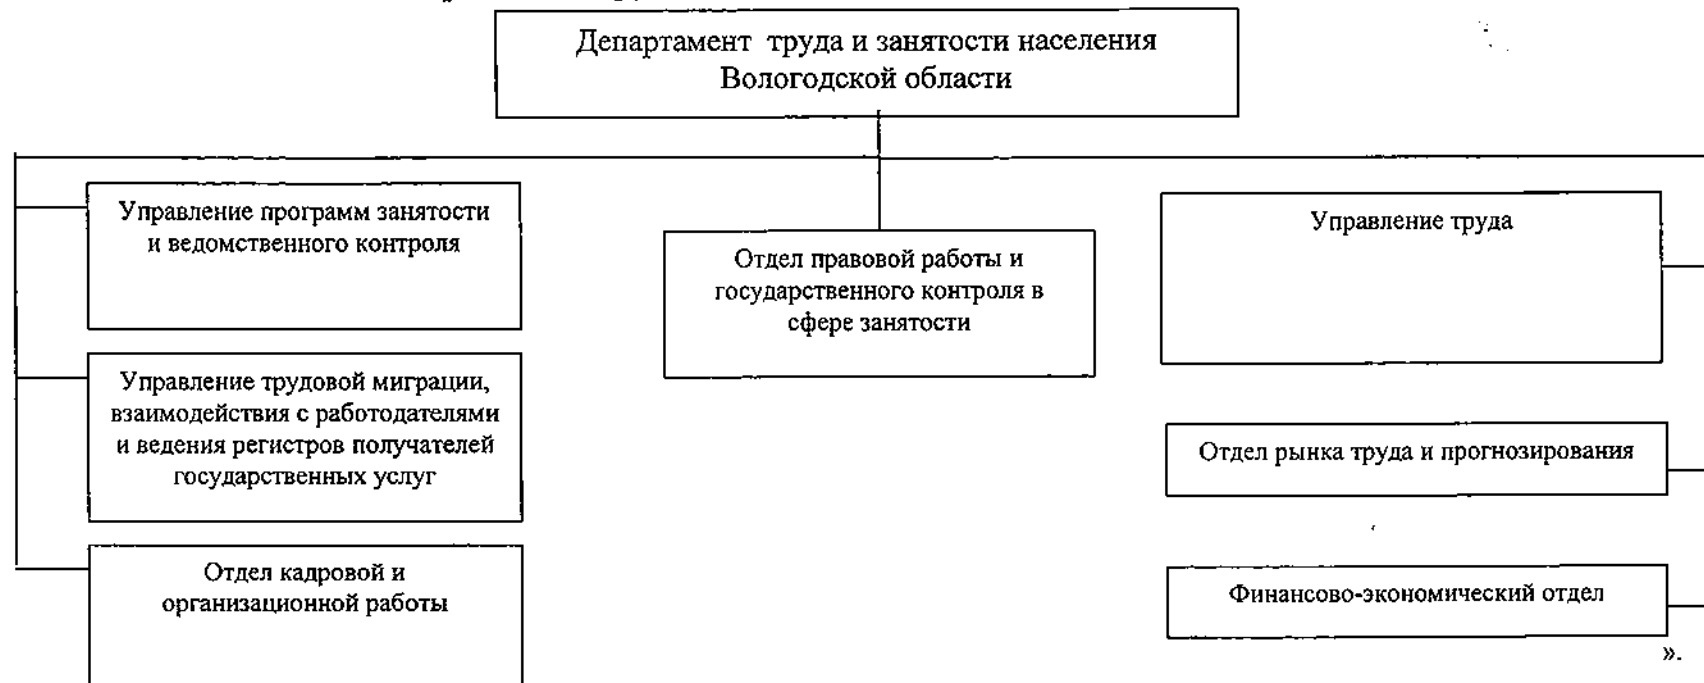 Департамент труда и занятости населения
Вологодской области
Управление программ занятости
и ведомственного контроля
Управление трудовой миграции,
взаимодействия с работодателями
и ведения регистров получателей
государственных услуг
Отдел кадровой и
организационной работы
Отдел правовой работы и
государственного контроля в
сфере занятости
Управление труда
Отдел рынка труда и прогнозирования
Финансово-экономический отдел
».